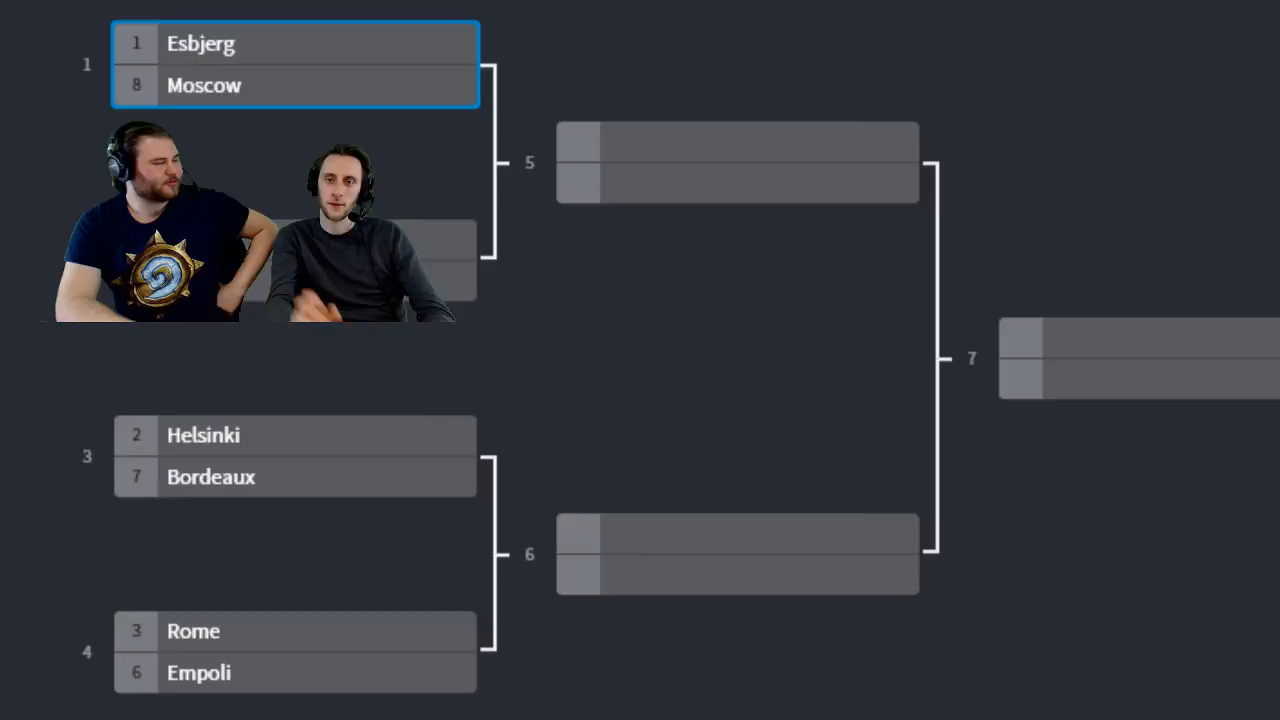 1
1 Esbjerg
8 Moscow
5
7
3
2 Helsinki
7 Bordeaux
6
4
3 Rome
6 Empoli